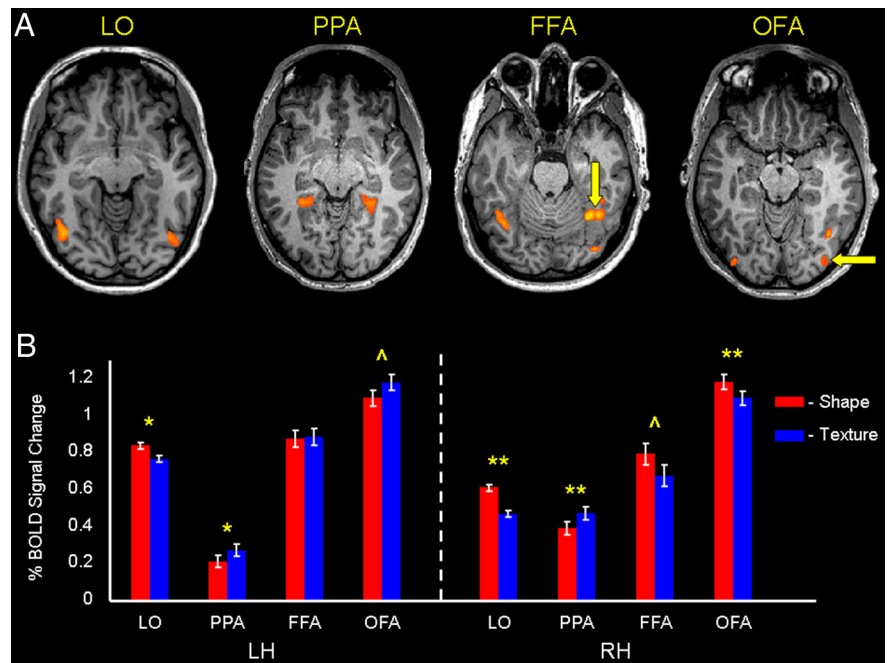 A
LO PPA FFA OFA
B
% BOLD Signal Change
1.2
1
0.8
0.6
0.4
0.2
0
* * ^ ** ** ^ **
- Shape
- Texture
LO PPA FFA OFA LO PPA FFA OFA
LH RH